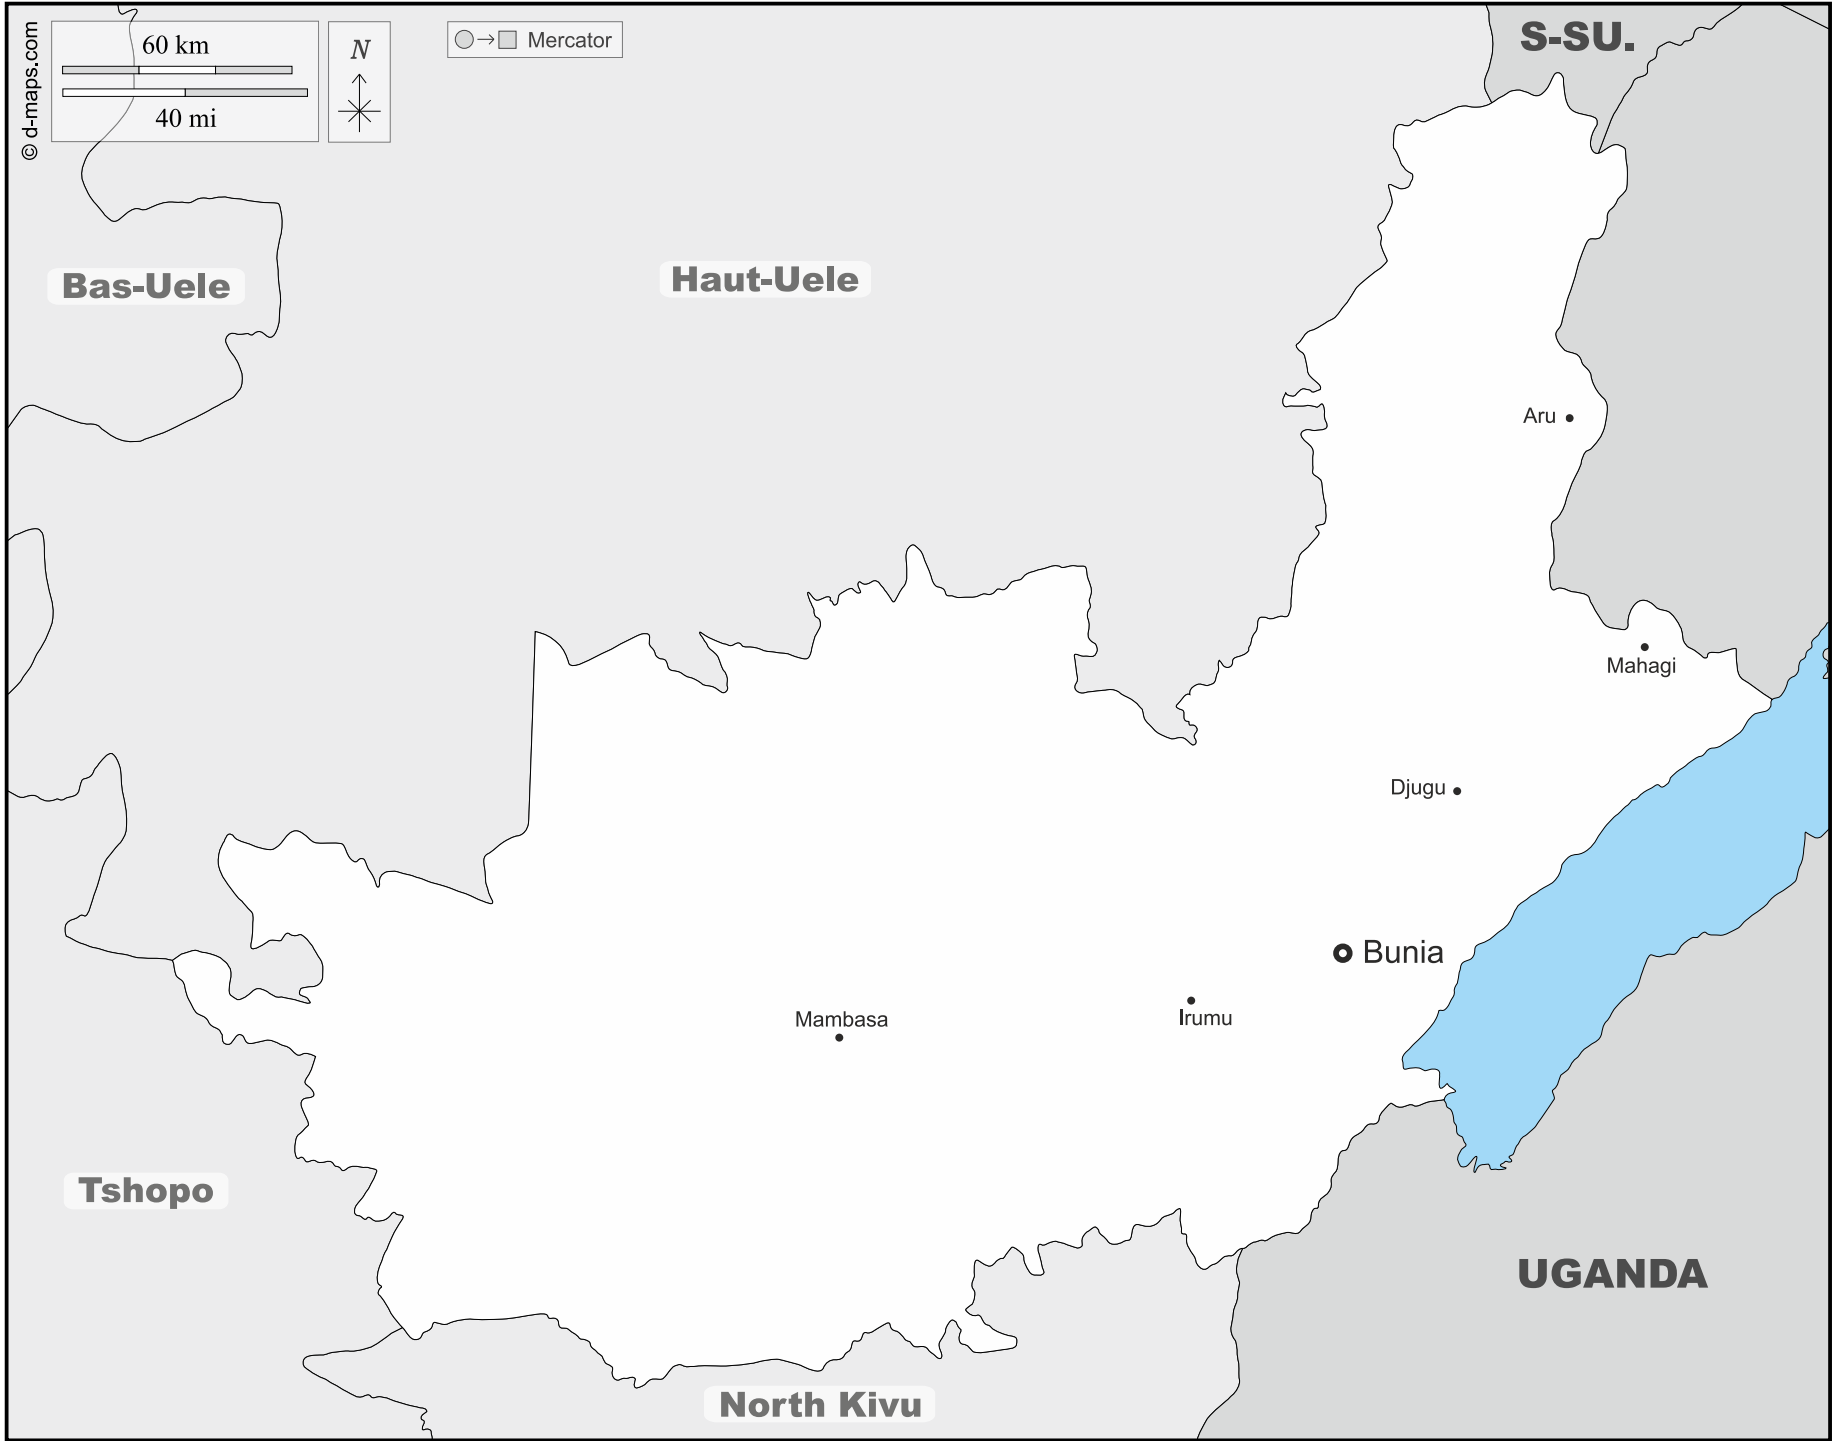 © d-maps.com
60 km
40 mi
N
Mercator
S-SU.
Bas-Uele
Haut-Uele
Aru
Mahagi
Djugu
Bunia
Mambasa
Irumu
Tshopo
UGANDA
North Kivu